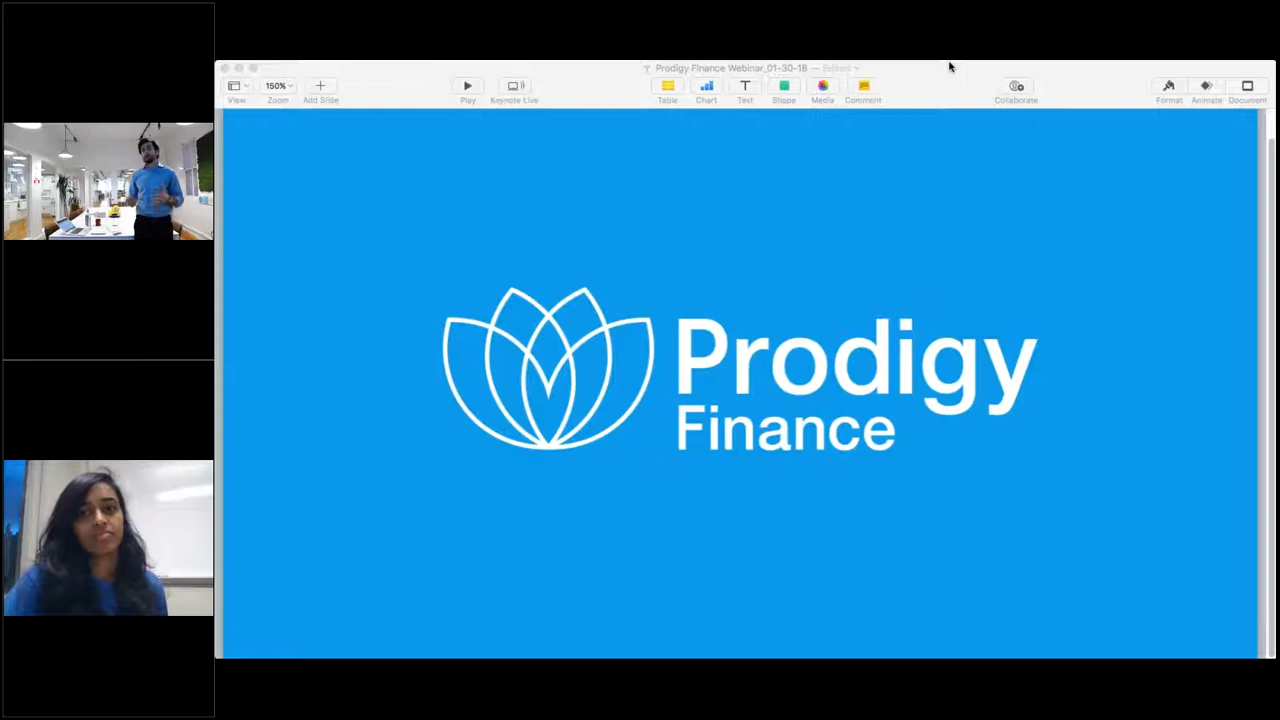 Prodigy Finance Webinar_01-30-18 — Edited
150%
View
Zoom
Add Slide
Play
Keynote Live
Table
Chart
Text
Shape
Media
Comment
Collaborate
Format
Animate
Document
Prodigy
Finance